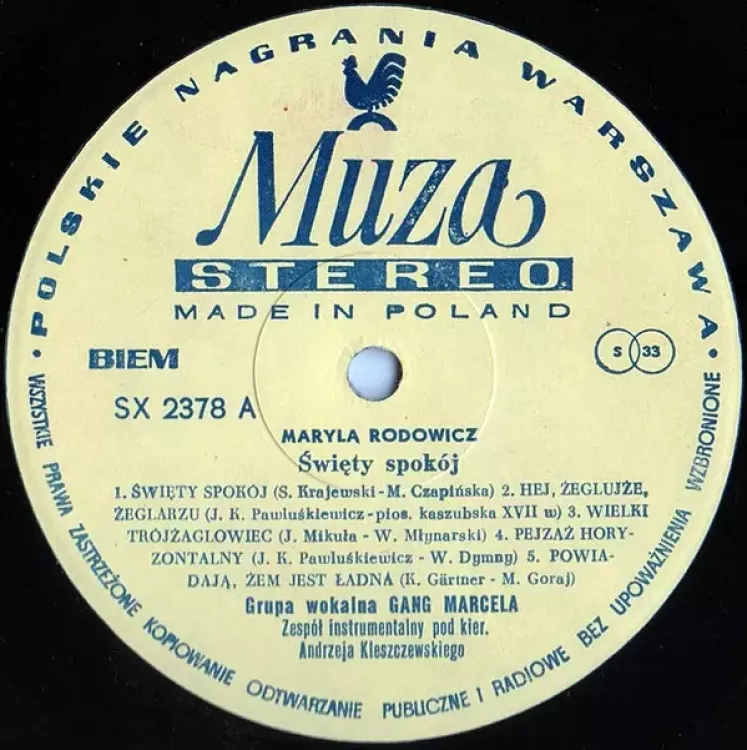 • POLSKIE NAGRANIA WARSZAWA •
Muza
STEREO
MADE IN POLAND
BIEM
S 33
SX 2378 A
MARYLA RODOWICZ
Święty spokój
1. ŚWIĘTY SPOKÓJ (S. Krajewski-M. Czapińska) 2. HEJ, ŻEGLUJŻE,
ŻEGLARZU (J. K. Pawluśkiewicz-pios. kaszubska XVII w) 3. WIELKI
TRÓJŻAGLOWIEC (J. Mikuła - W. Młynarski) 4. PEJZAŻ HORY-
ZONTALNY (J. K. Pawluśkiewicz - W. Dymny) 5. POWIA-
DAJĄ, ŻEM JEST ŁADNA (K. Gärtner - M. Goraj)
Grupa wokalna GANG MARCELA
Zespół instrumentalny pod kier.
Andrzeja Kleszczewskiego
WSZYSTKIE PRAWA ZASTRZEŻONE KOPIOWANIE ODTWARZANIE PUBLICZNE I RADIOWE BEZ UPOWAŻNIENIA WZBRONIONE